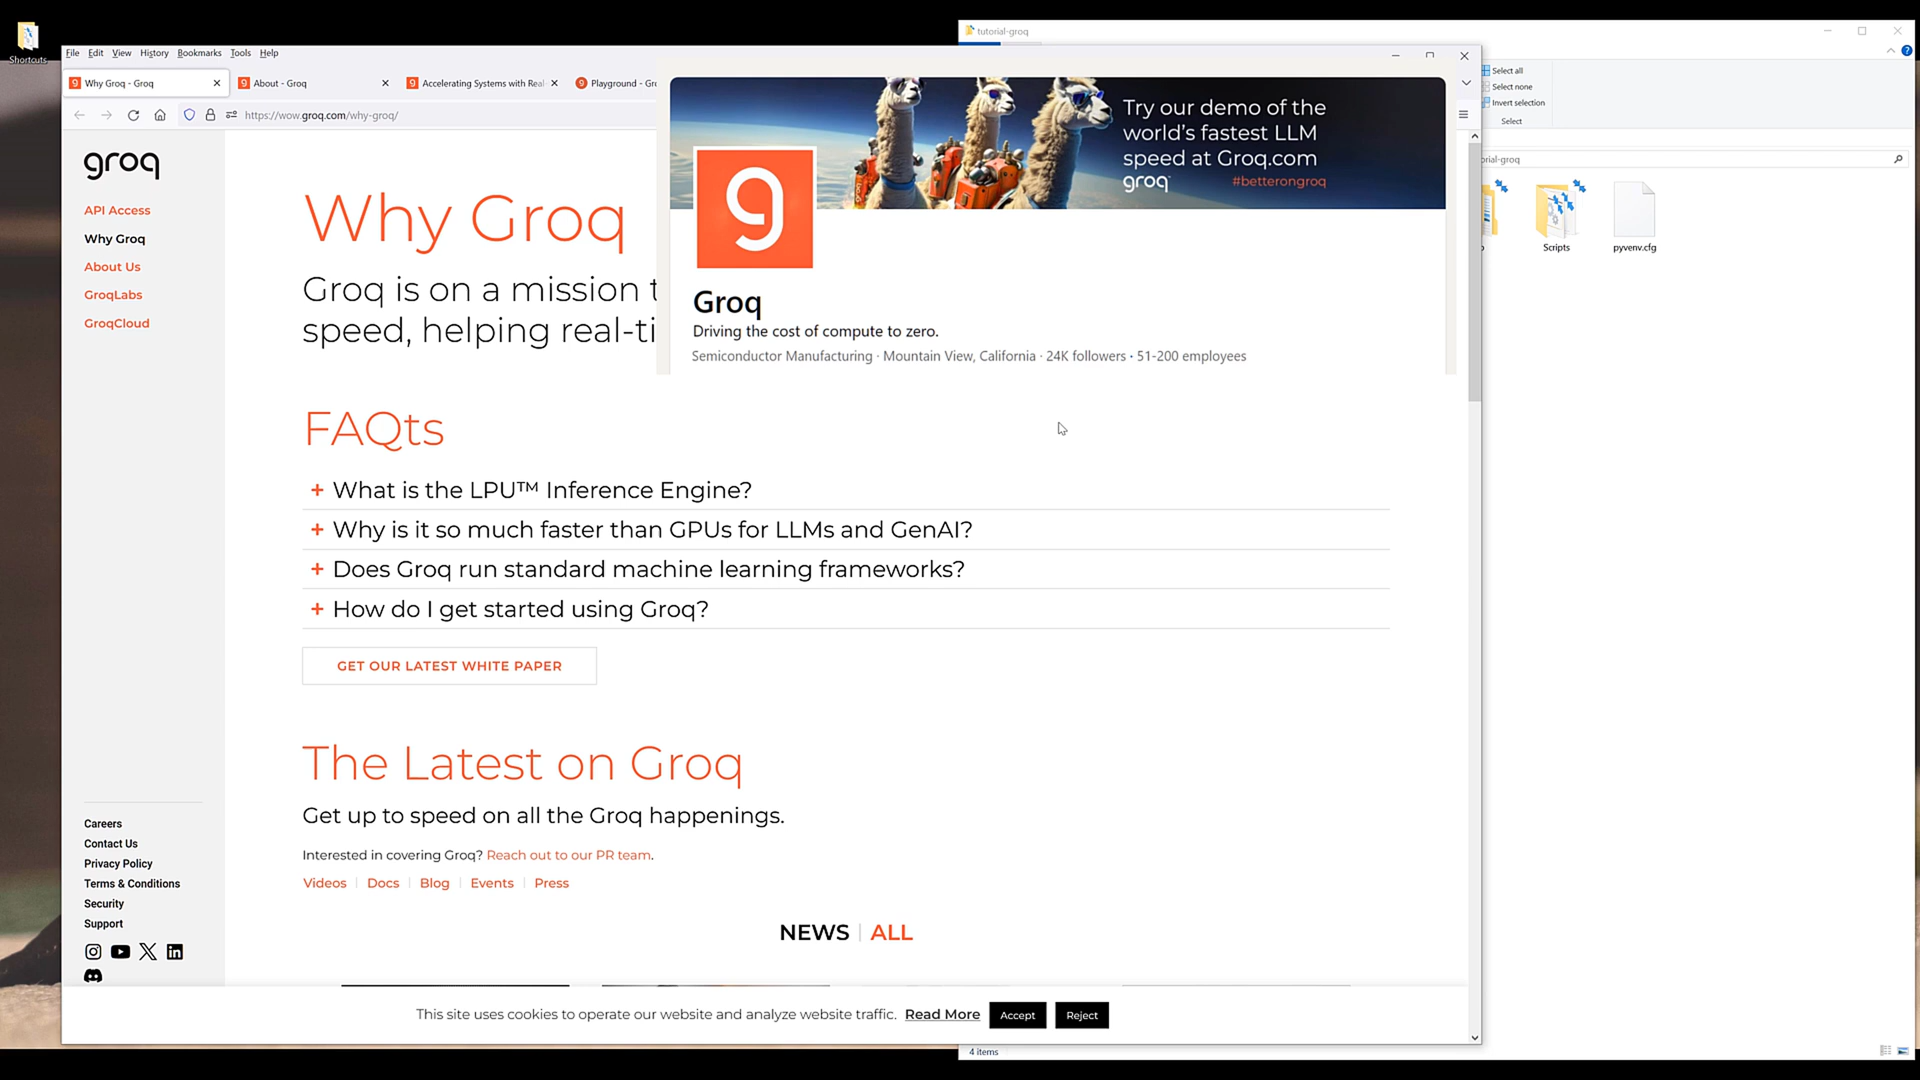 Shortcuts
tutorial-groq
File Edit View History Bookmarks Tools Help
Why Groq - Groq
About - Groq
Accelerating Systems with Real
Playground - Gro
https://wow.groq.com/why-groq/
groq
API Access
Why Groq
About Us
GroqLabs
GroqCloud
Careers
Contact Us
Privacy Policy
Terms & Conditions
Security
Support
Why Groq
Groq is on a mission t
speed, helping real-ti
Try our demo of the
world's fastest LLM
speed at Groq.com
groq™ #betterongroq
Groq
Driving the cost of compute to zero.
Semiconductor Manufacturing · Mountain View, California · 24K followers • 51-200 employees
FAQts
+ What is the LPU™ Inference Engine?
+ Why is it so much faster than GPUs for LLMs and GenAI?
+ Does Groq run standard machine learning frameworks?
+ How do I get started using Groq?
GET OUR LATEST WHITE PAPER
The Latest on Groq
Get up to speed on all the Groq happenings.
Interested in covering Groq? Reach out to our PR team.
Videos | Docs | Blog | Events | Press
NEWS | ALL
This site uses cookies to operate our website and analyze website traffic. Read More Accept Reject
Select all
Select none
Invert selection
Select
rial-groq
Scripts
pyvenv.cfg
4 items